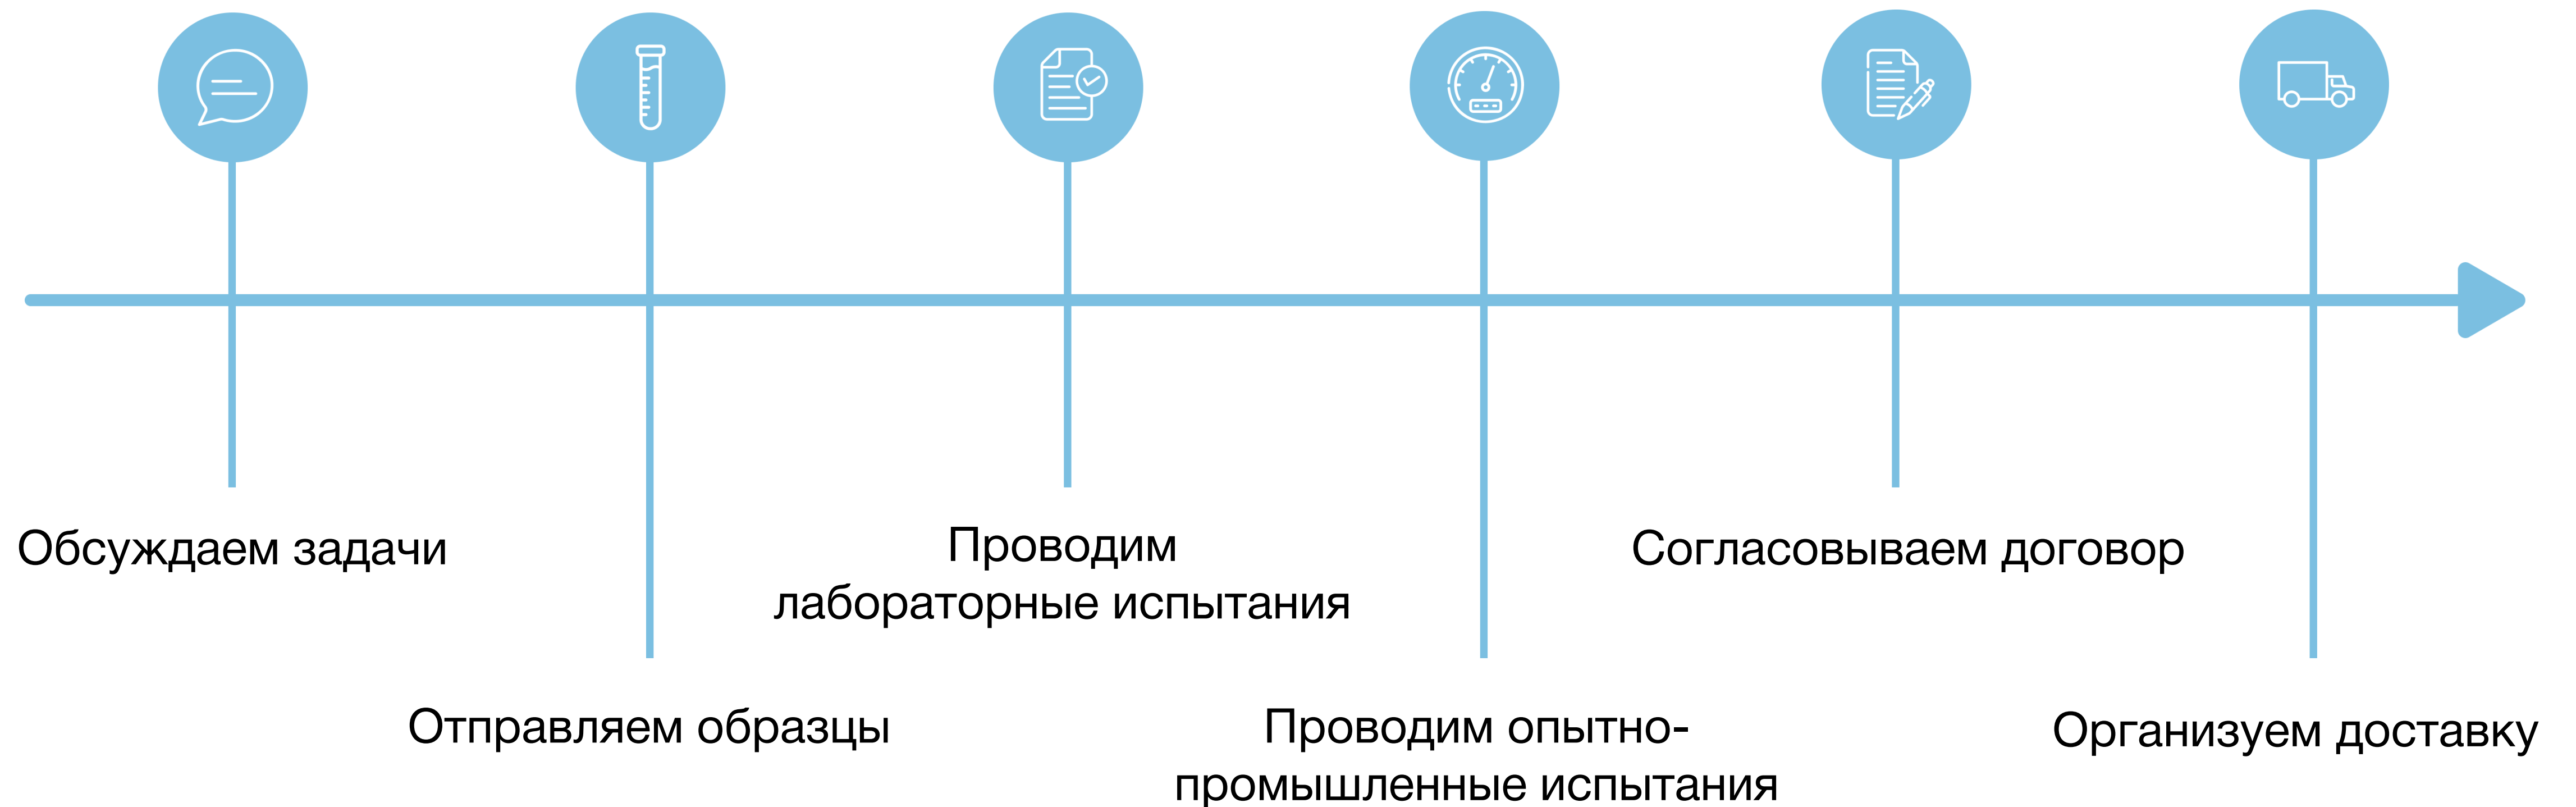 Обсуждаем задачи
Отправляем образцы
Проводим
лабораторные испытания
Проводим опытно-
промышленные испытания
Согласовываем договор
Организуем доставку